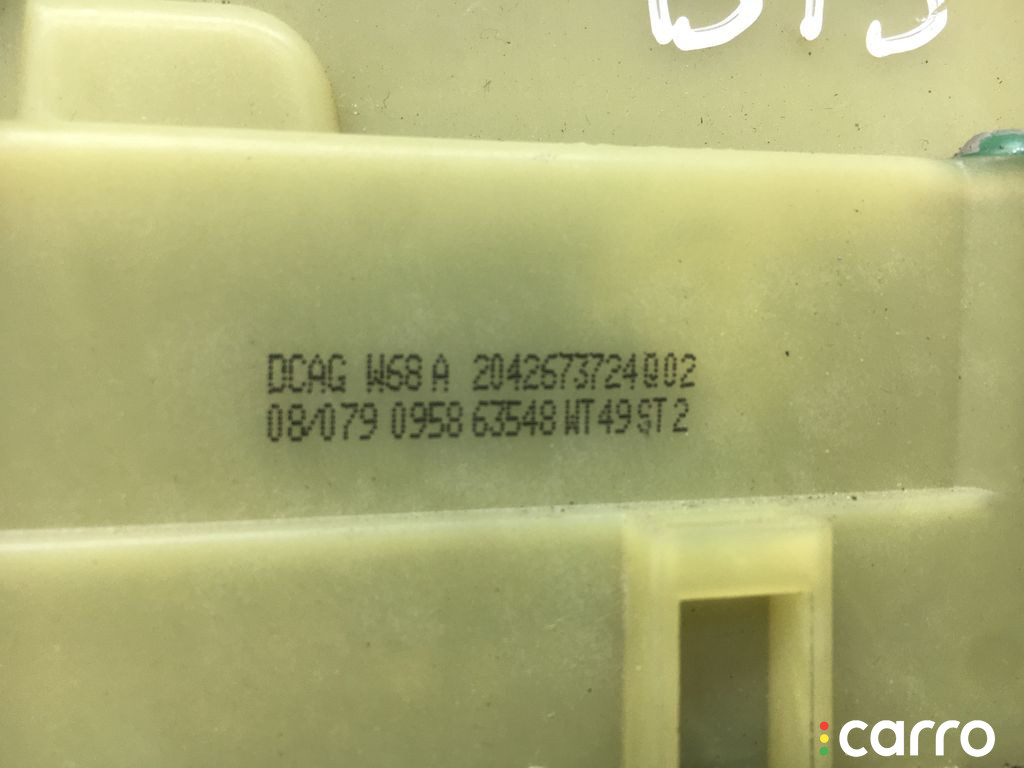 DCAG W68 A 2042673724Q02
08/079 0958 63548 WT49 ST2
carro